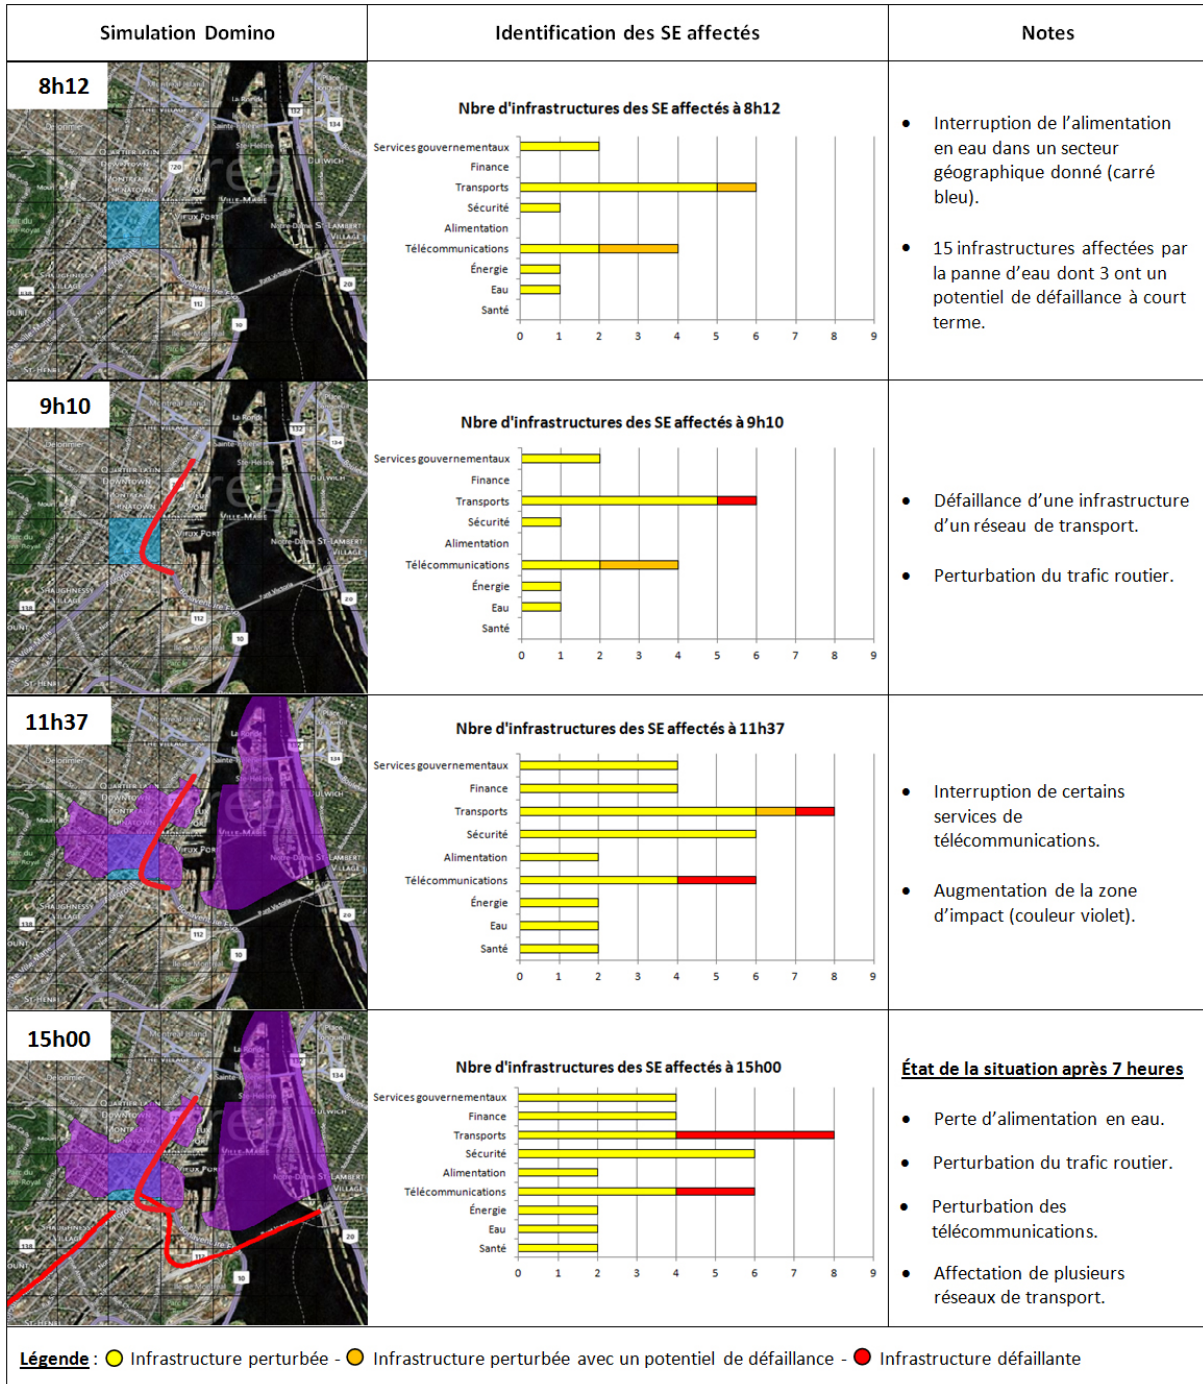 Simulation Domino
Identification des SE affectés
Notes
8h12
Nbre d'infrastructures des SE affectés à 8h12
Services gouvernementaux
Finance
Transports
Sécurité
Alimentation
Télécommunications
Énergie
Eau
Santé
0 1 2 3 4 5 6 7 8 9
• Interruption de l'alimentation
en eau dans un secteur
géographique donné (carré
bleu).
• 15 infrastructures affectées par
la panne d'eau dont 3 ont un
potentiel de défaillance à court
terme.
9h10
Nbre d'infrastructures des SE affectés à 9h10
Services gouvernementaux
Finance
Transports
Sécurité
Alimentation
Télécommunications
Énergie
Eau
Santé
0 1 2 3 4 5 6 7 8 9
• Défaillance d'une infrastructure
d'un réseau de transport.
• Perturbation du trafic routier.
11h37
Nbre d'infrastructures des SE affectés à 11h37
Services gouvernementaux
Finance
Transports
Sécurité
Alimentation
Télécommunications
Énergie
Eau
Santé
0 1 2 3 4 5 6 7 8 9
• Interruption de certains
services de
télécommunications.
• Augmentation de la zone
d'impact (couleur violet).
15h00
Nbre d'infrastructures des SE affectés à 15h00
Services gouvernementaux
Finance
Transports
Sécurité
Alimentation
Télécommunications
Énergie
Eau
Santé
0 1 2 3 4 5 6 7 8 9
État de la situation après 7 heures
• Perte d'alimentation en eau.
• Perturbation du trafic routier.
• Perturbation des
télécommunications.
• Affectation de plusieurs
réseaux de transport.
Légende : Infrastructure perturbée - Infrastructure perturbée avec un potentiel de défaillance - Infrastructure défaillante